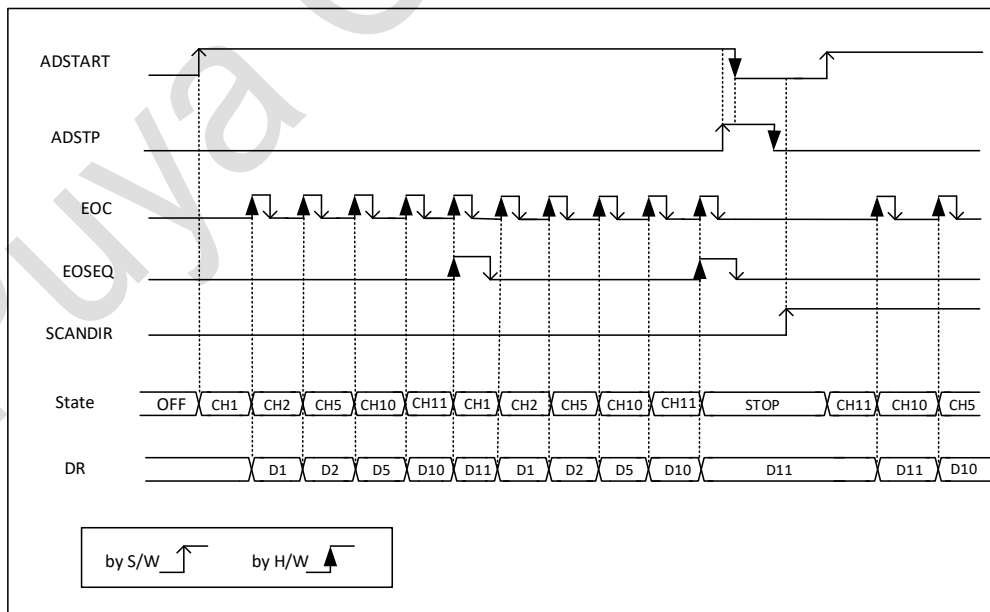 ADSTART
ADSTP
EOC
EOSEQ
SCANDIR
State OFF CH1 CH2 CH5 CH10 CH11 CH1 CH2 CH5 CH10 CH11 STOP CH11 CH10 CH5
DR D1 D2 D5 D10 D11 D1 D2 D5 D10 D11 D11 D10
by S/W by H/W
Puya